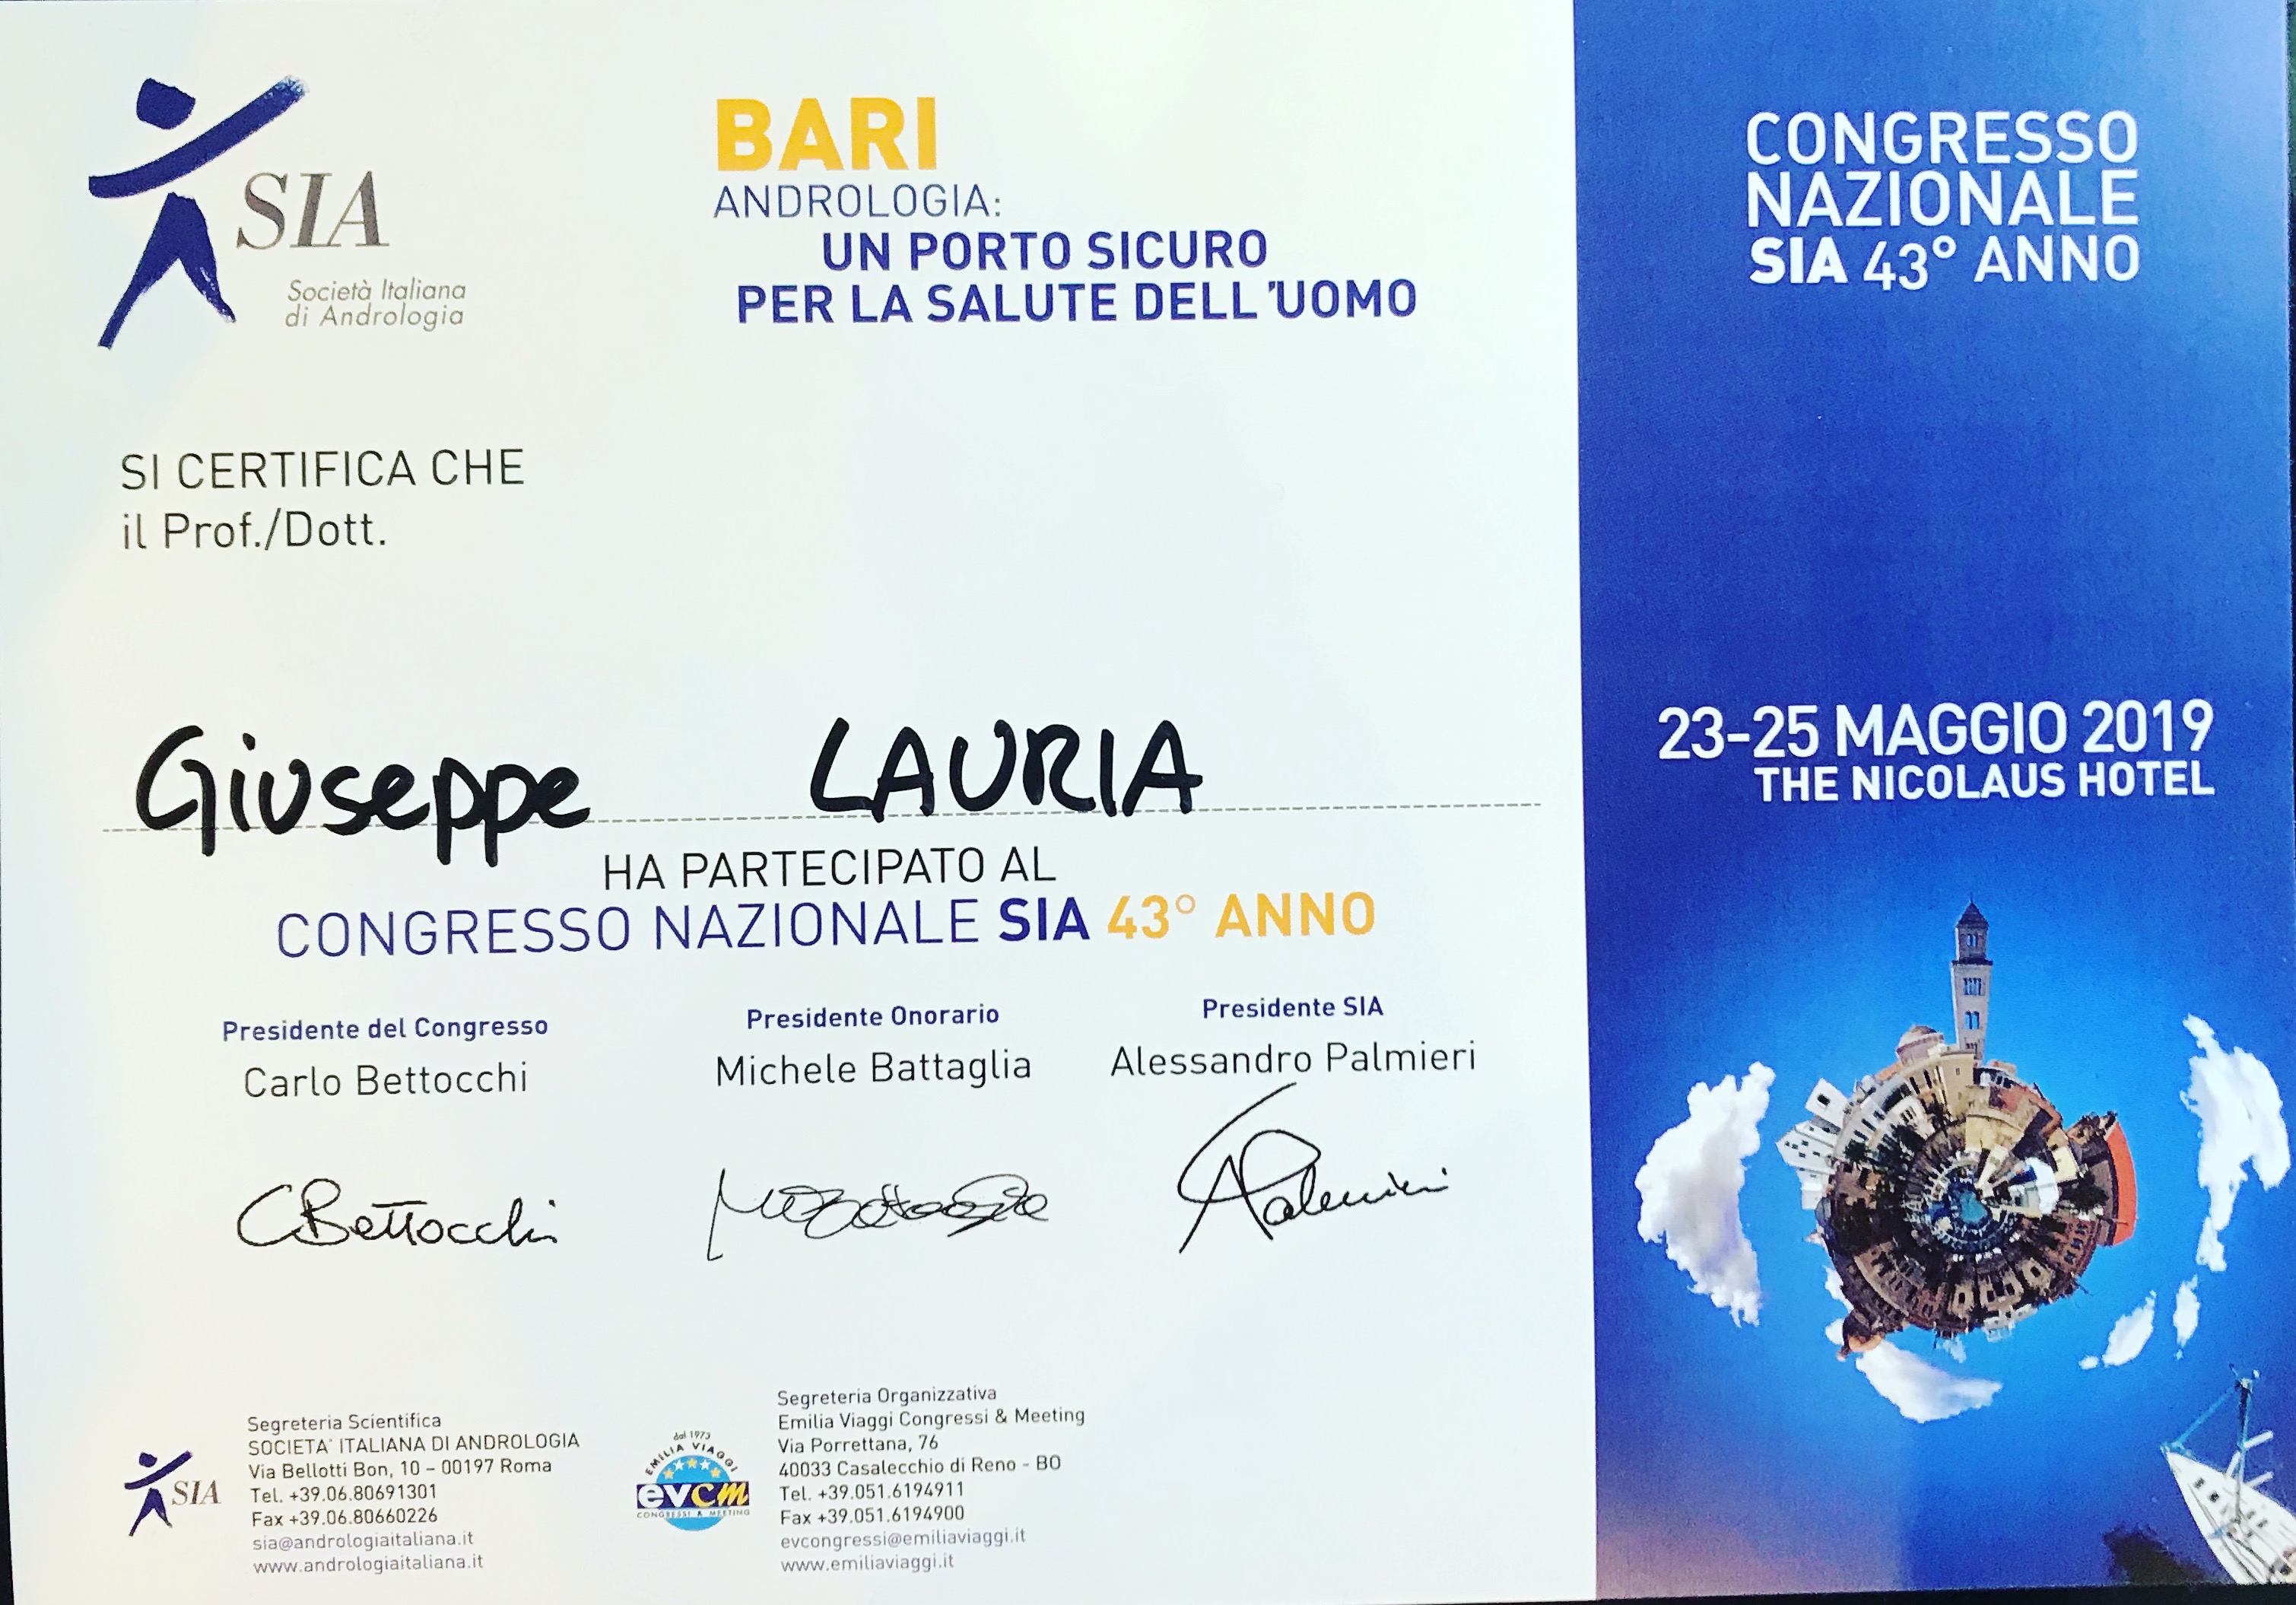 SIA
Società Italiana
di Andrologia
BARI
ANDROLOGIA:
UN PORTO SICURO
PER LA SALUTE DELL'UOMO
CONGRESSO
NAZIONALE
SIA 43° ANNO
SI CERTIFICA CHE
il Prof./Dott.
Giuseppe LAURIA
HA PARTECIPATO AL
CONGRESSO NAZIONALE SIA 43° ANNO
23-25 MAGGIO 2019
THE NICOLAUS HOTEL
Presidente del Congresso
Carlo Bettocchi
CBettocchi
Presidente Onorario
Michele Battaglia
Presidente SIA
Alessandro Palmieri
APalmieri
SIA
Segreteria Scientifica
SOCIETA' ITALIANA DI ANDROLOGIA
Via Bellotti Bon, 10 – 00197 Roma
Tel. +39.06.80691301
Fax +39.06.80660226
sia@andrologiaitaliana.it
www.andrologiaitaliana.it
dal 1973
EMILIA VIAGGI
evcm
CONGRESSI & MEETING
Segreteria Organizzativa
Emilia Viaggi Congressi & Meeting
Via Porrettana, 76
40033 Casalecchio di Reno - BO
Tel. +39.051.6194911
Fax +39.051.6194900
evcongressi@emiliaviaggi.it
www.emiliaviaggi.it